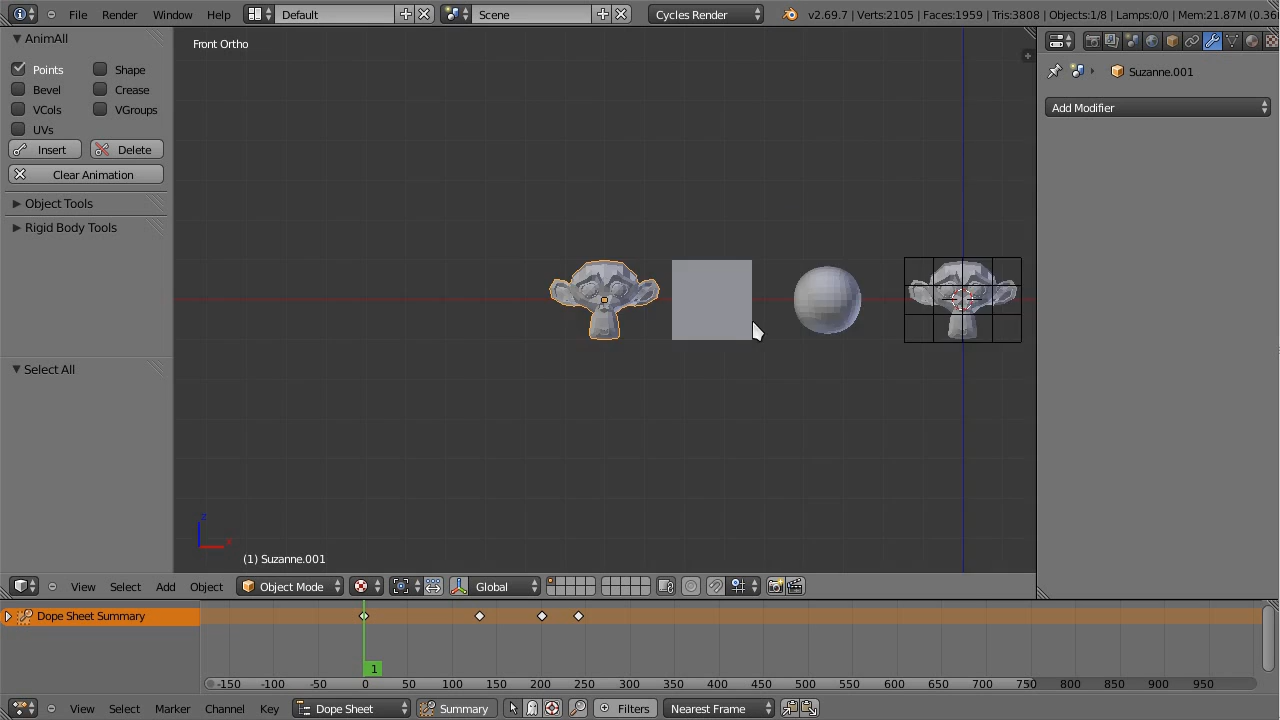 File Render Window Help Default Scene Cycles Render v2.69.7 | Verts:2105 | Faces:1959 | Tris:3808 | Objects:1/8 | Lamps:0/0 | Mem:21.87M (0.36
AnimAll
Points Shape
Bevel Crease
VCols VGroups
UVs
Insert Delete
Clear Animation
Object Tools
Rigid Body Tools
Select All
Front Ortho
z
x
(1) Suzanne.001
Suzanne.001
Add Modifier
View Select Add Object Object Mode Global
Dope Sheet Summary
1
-150 -100 -50 0 50 100 150 200 250 300 350 400 450 500 550 600 650 700 750 800 850 900 950
View Select Marker Channel Key Dope Sheet Summary Filters Nearest Frame